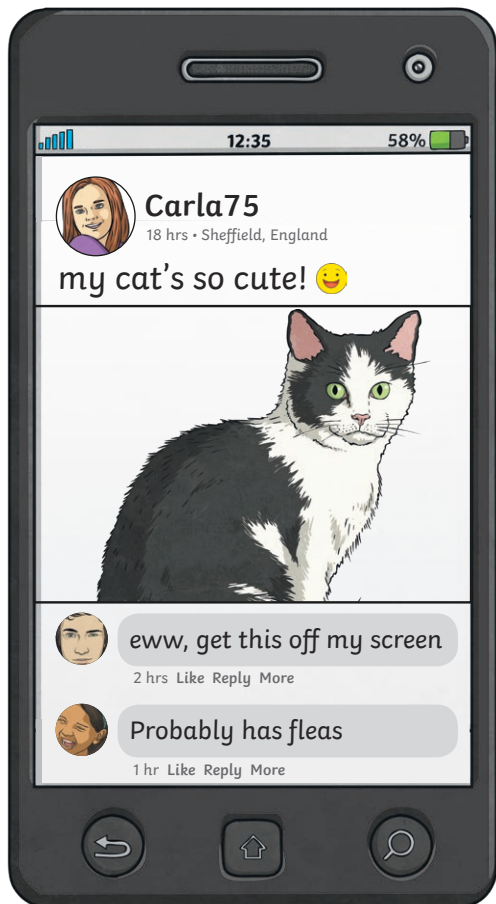 12:35 58%
Carla75
18 hrs • Sheffield, England
my cat's so cute!
eww, get this off my screen
2 hrs Like Reply More
Probably has fleas
1 hr Like Reply More